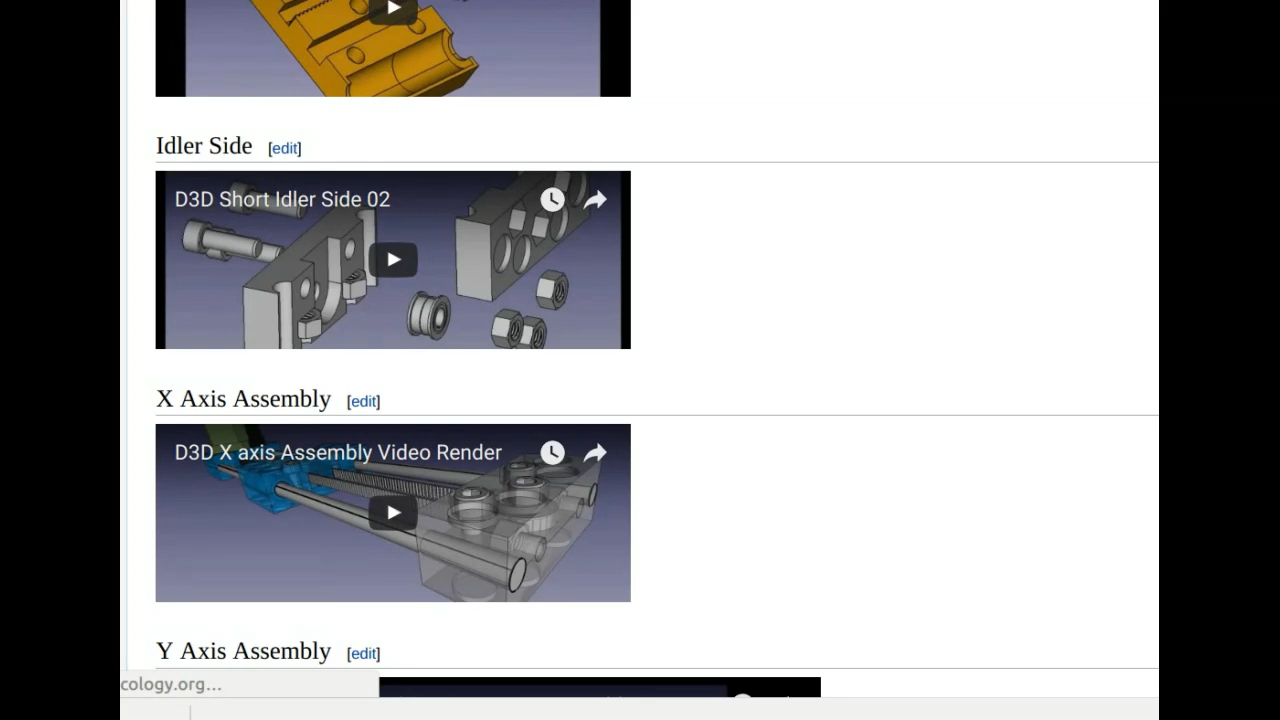 Idler Side [edit]
D3D Short Idler Side 02
X Axis Assembly [edit]
D3D X axis Assembly Video Render
Y Axis Assembly [edit]
cology.org...